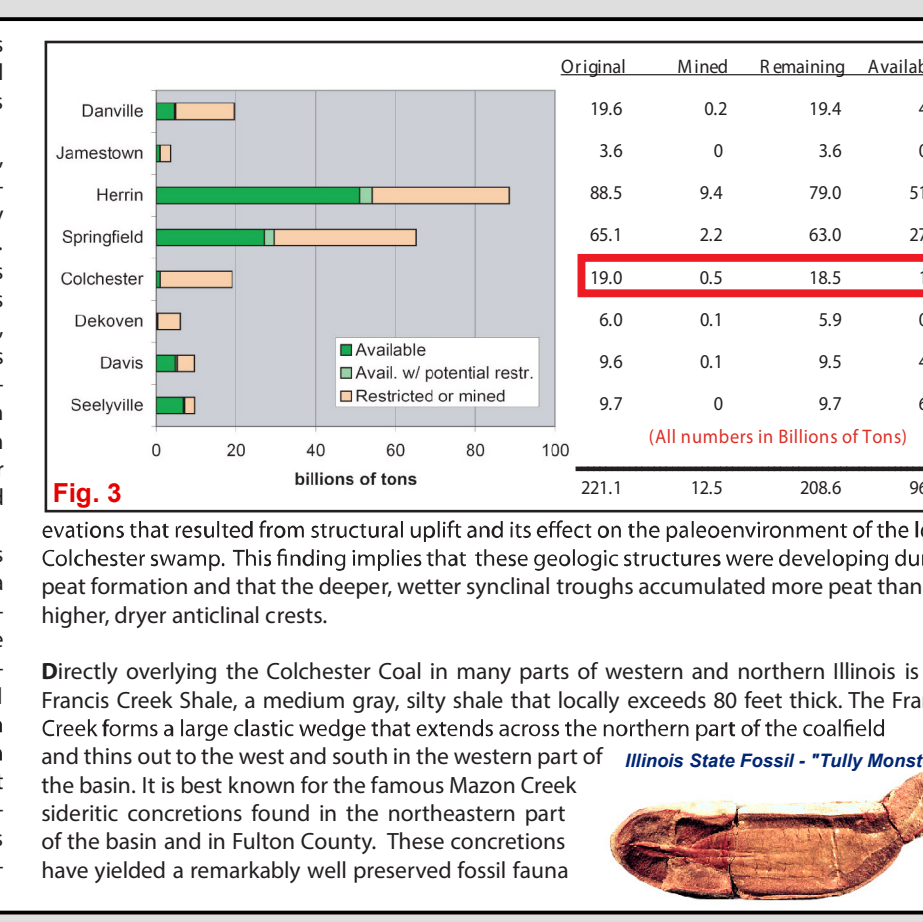 Original Mined Remaining
Danville 19.6 0.2 19.4 4
Jamestown 3.6 0 3.6 0
Herrin 88.5 9.4 79.0 51
Springfield 65.1 2.2 63.0 27
Colchester 19.0 0.5 18.5 1
Dekoven 6.0 0.1 5.9 0
Davis 9.6 0.1 9.5 4
Seelyville 9.7 0 9.7 6
Available
Avail. w/ potential restr.
Restricted or mined
(All numbers in Billions of Tons)
0 20 40 60 80 100
billions of tons
Fig. 3
221.1 12.5 208.6 96
evations that resulted from structural uplift and its effect on the paleoenvironment of the
Colchester swamp. This finding implies that these geologic structures were developing
peat formation and that the deeper, wetter synclinal troughs accumulated more peat than
higher, dryer anticlinal crests.
Directly overlying the Colchester Coal in many parts of western and northern Illinois is
Francis Creek Shale, a medium gray, silty shale that locally exceeds 80 feet thick. The
Creek forms a large clastic wedge that extends across the northern part of the coalfield
and thins out to the west and south in the western part of
the basin. It is best known for the famous Mazon Creek
sideritic concretions found in the northeastern part
of the basin and in Fulton County. These concretions
have yielded a remarkably well preserved fossil fauna
Illinois State Fossil - "Tully Monst